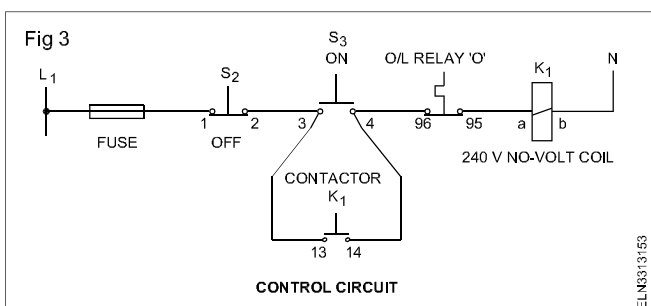 Fig 3
S3
ON
O/L RELAY 'O'
K1
N
L1
S2
FUSE
1 2
OFF
3 4
96 95
a b
240 V NO-VOLT COIL
CONTACTOR
K1
13 14
CONTROL CIRCUIT
ELN3313153